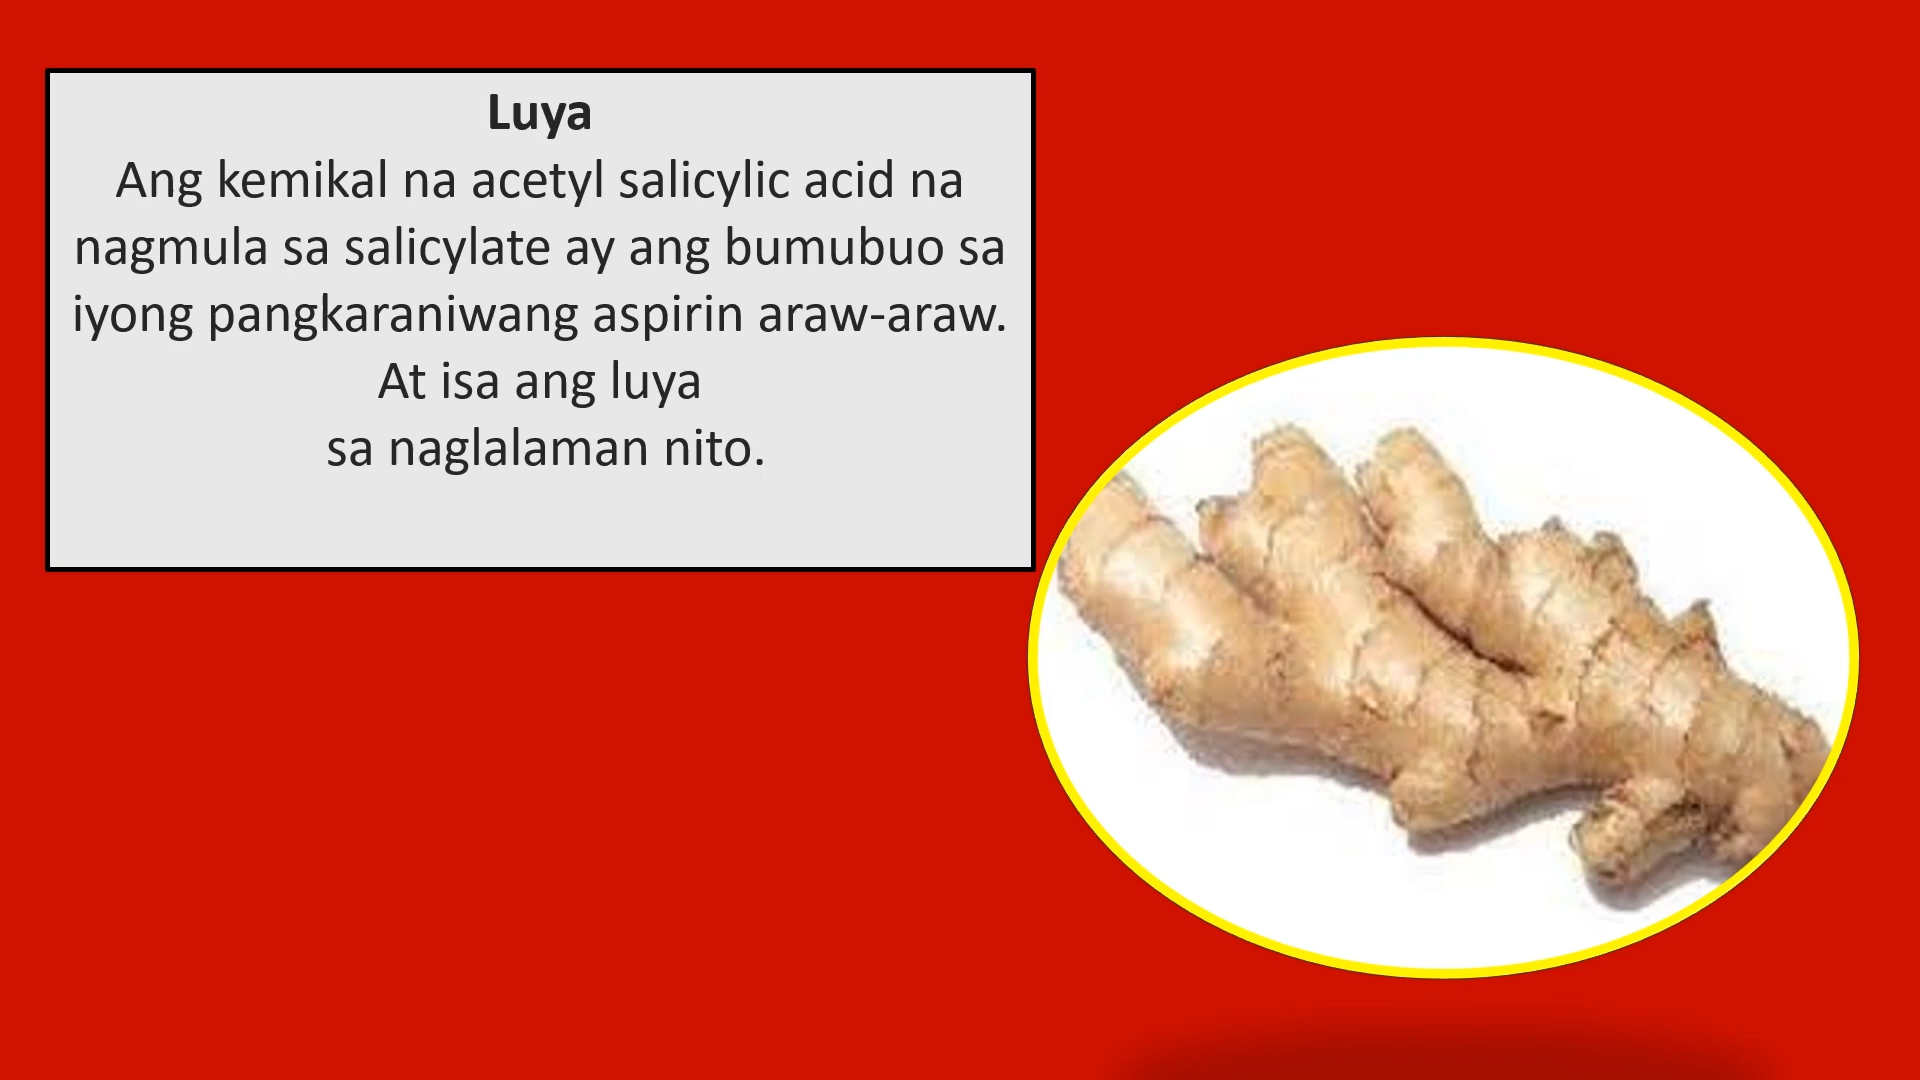 Luya
Ang kemikal na acetyl salicylic acid na
nagmula sa salicylate ay ang bumubuo sa
iyong pangkaraniwang aspirin araw-araw.
At isa ang luya
sa naglalaman nito.